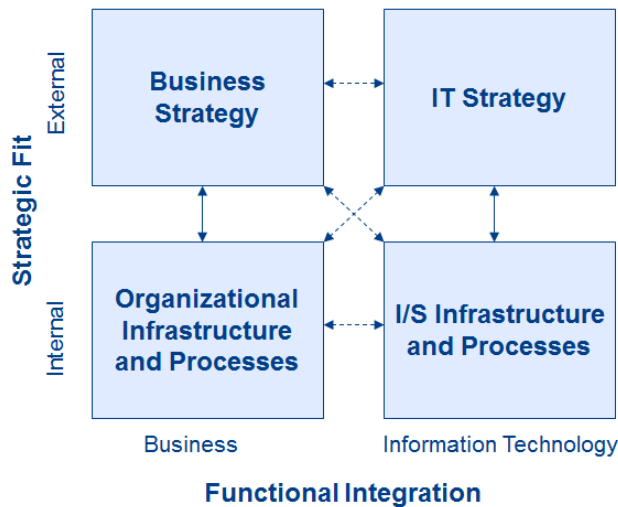 Business
Strategy
IT Strategy
External
Strategic Fit
Organizational
Infrastructure
and Processes
I/S Infrastructure
and Processes
Internal
Business
Information Technology
Functional Integration